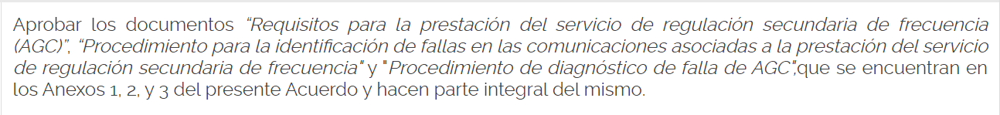 Aprobar los documentos “Requisitos para la prestación del servicio de regulación secundaria de frecuencia
(AGC)”, “Procedimiento para la identificación de fallas en las comunicaciones asociadas a la prestación del servicio
de regulación secundaria de frecuencia" y "Procedimiento de diagnóstico de falla de AGC",que se encuentran en
los Anexos 1, 2, y 3 del presente Acuerdo y hacen parte integral del mismo.